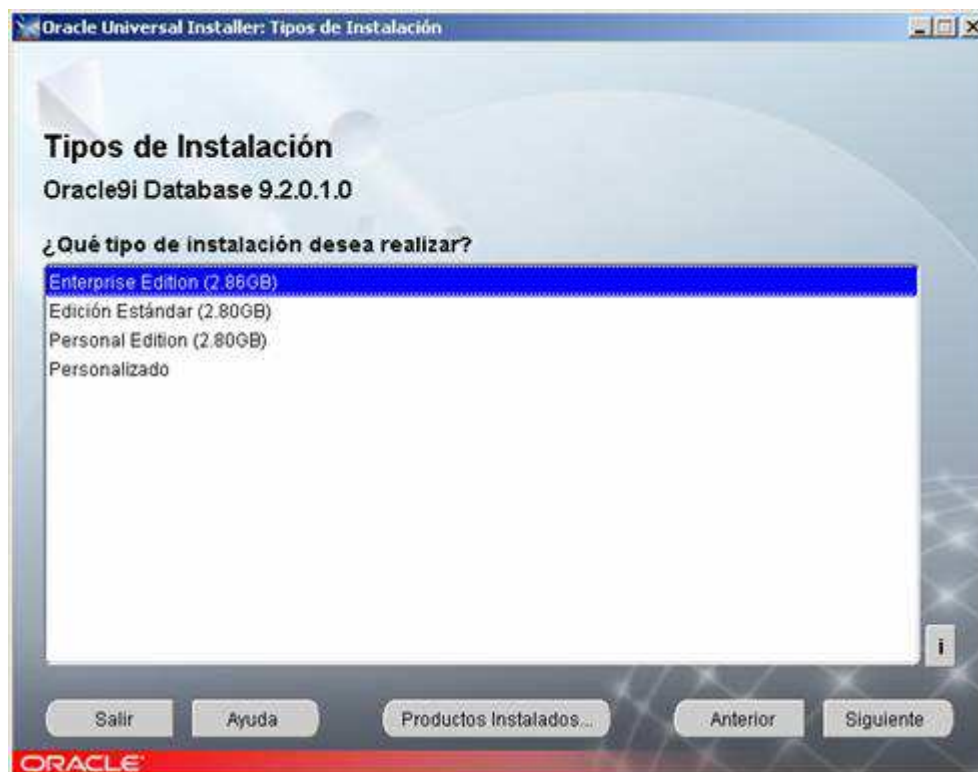 Oracle Universal Installer: Tipos de Instalación
Tipos de Instalación
Oracle9i Database 9.2.0.1.0
¿Qué tipo de instalación desea realizar?
Enterprise Edition (2.86GB)
Edición Estándar (2.80GB)
Personal Edition (2.80GB)
Personalizado
i
Salir Ayuda Productos Instalados... Anterior Siguiente
ORACLE